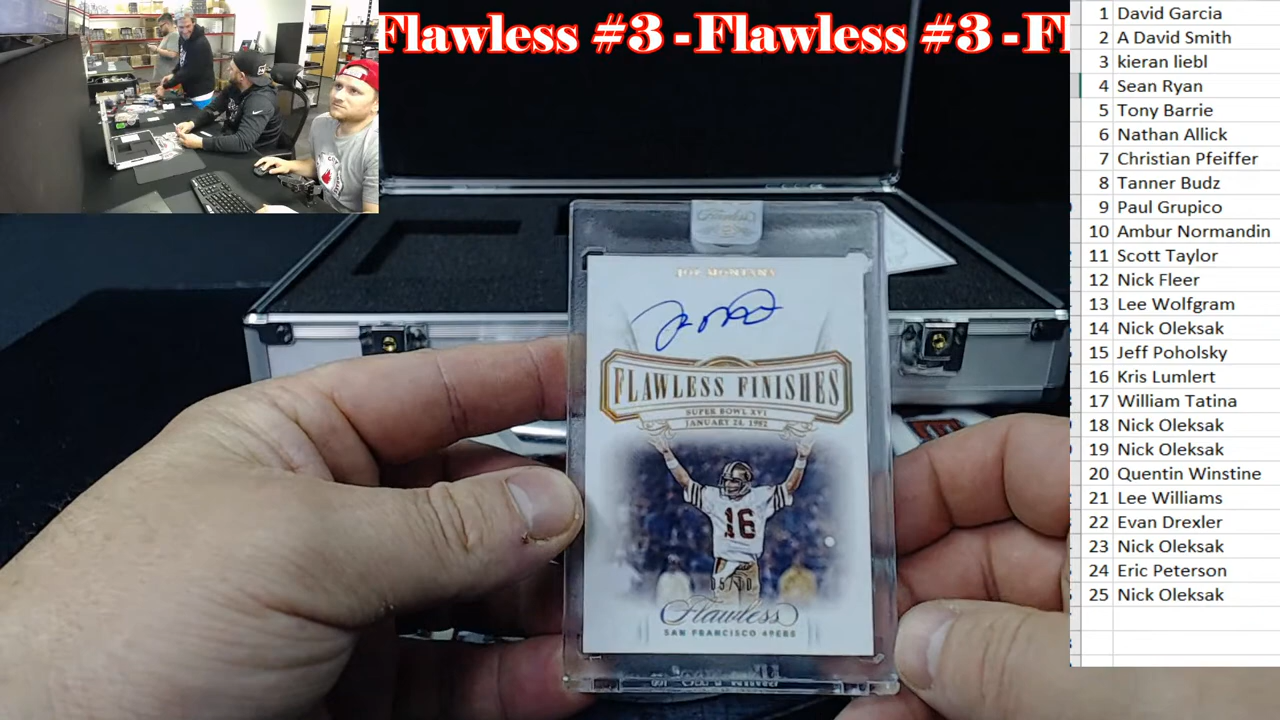 Flawless #3 - Flawless #3 - Fl
1 David Garcia
2 A David Smith
3 kieran liebl
4 Sean Ryan
5 Tony Barrie
6 Nathan Allick
7 Christian Pfeiffer
8 Tanner Budz
9 Paul Grupico
10 Ambur Normandin
11 Scott Taylor
12 Nick Fleer
13 Lee Wolfgram
14 Nick Oleksak
15 Jeff Poholsky
16 Kris Lumlert
17 William Tatina
18 Nick Oleksak
19 Nick Oleksak
20 Quentin Winstine
21 Lee Williams
22 Evan Drexler
23 Nick Oleksak
24 Eric Peterson
25 Nick Oleksak
JOE MONTANA
FLAWLESS FINISHES
SUPER BOWL XVI
JANUARY 24, 1982
16
05/10
Flawless
SAN FRANCISCO 49ERS